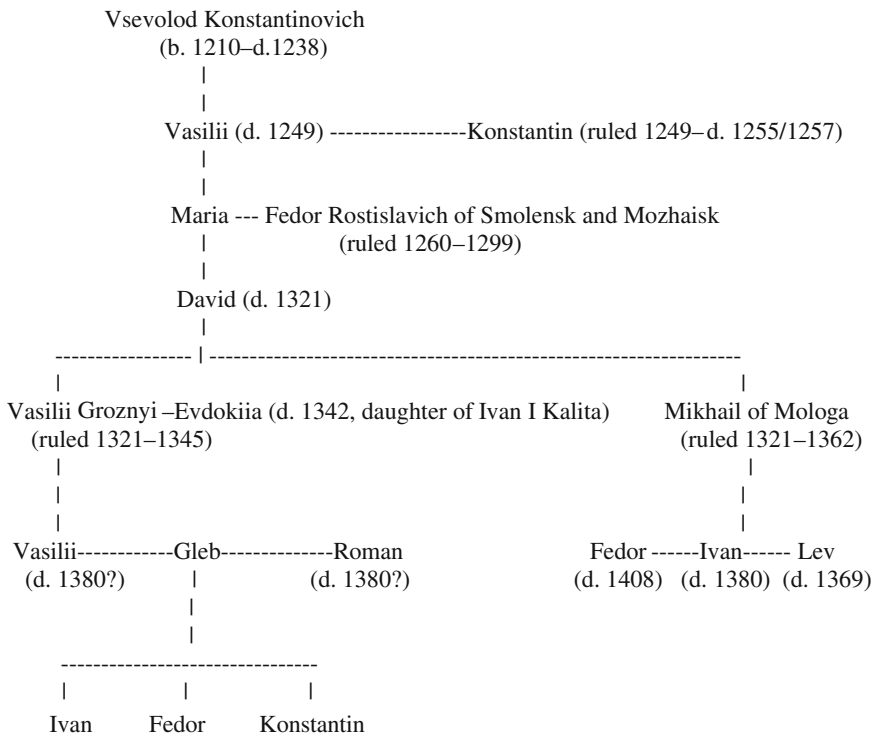 Vsevolod Konstantinovich
(b. 1210–d.1238)
|
|
Vasilii (d. 1249) -----------------Konstantin (ruled 1249–d. 1255/1257)
|
|
Maria --- Fedor Rostislavich of Smolensk and Mozhaisk
| (ruled 1260–1299)
|
David (d. 1321)
|
----------------- | ------------------------------------------------------------------
| |
Vasilii Groznyi –Evdokiia (d. 1342, daughter of Ivan I Kalita) Mikhail of Mologa
(ruled 1321–1345) (ruled 1321–1362)
| |
| |
| |
Vasilii------------Gleb--------------Roman Fedor ------Ivan------ Lev
(d. 1380?) | (d. 1380?) (d. 1408) (d. 1380) (d. 1369)
|
|
--------------------------------
| | |
Ivan Fedor Konstantin